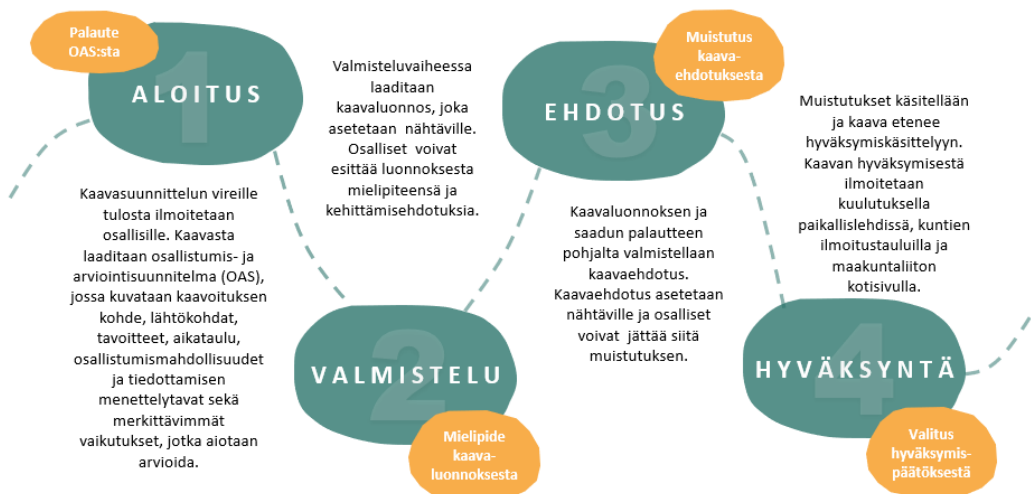 Palaute
OAS:sta
1
ALOITUS
Kaavasuunnittelun vireille
tulosta ilmoitetaan
osallisille. Kaavasta
laaditaan osallistumis- ja
arviointisuunnitelma (OAS),
jossa kuvataan kaavoituksen
kohde, lähtökohdat,
tavoitteet, aikataulu,
osallistumismahdollisuudet
ja tiedottamisen
menettelytavat sekä
merkittävimmät
vaikutukset, jotka aiotaan
arvioida.
Valmisteluvaiheessa
laaditaan
kaavaluonnos, joka
asetetaan nähtäville.
Osalliset voivat
esittää luonnoksesta
mielipiteensä ja
kehittämisehdotuksia.
2
VALMISTELU
Mielipide
kaava-
luonnoksesta
Muistutus
kaava-
ehdotuksesta
3
EHDOTUS
Kaavaluonnoksen ja
saadun palautteen
pohjalta valmistellaan
kaavaehdotus.
Kaavaehdotus asetetaan
nähtäville ja osalliset
voivat jättää siitä
muistutuksen.
Muistutukset käsitellään
ja kaava etenee
hyväksymiskäsittelyyn.
Kaavan hyväksymisestä
ilmoitetaan
kuulutuksella
paikallislehdissä, kuntien
ilmoitustauluilla ja
maakuntaliiton
kotisivulla.
4
HYVÄKSYNTÄ
Valitus
hyväksymis-
päätöksestä